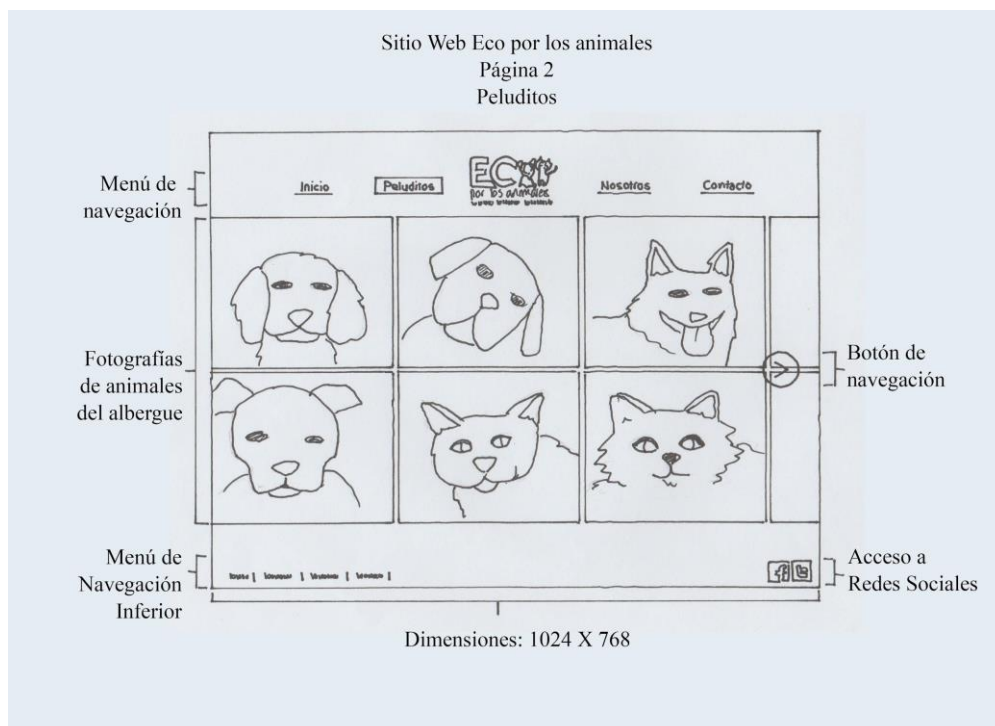 Sitio Web Eco por los animales
Página 2
Peluditos
Menú de
navegación
Inicio
Peluditos
ECO
por los animales
Nosotros
Contacto
Fotografías
de animales
del albergue
Botón de
navegación
>
Menú de
Navegación
Inferior
f t
Acceso a
Redes Sociales
Dimensiones: 1024 X 768